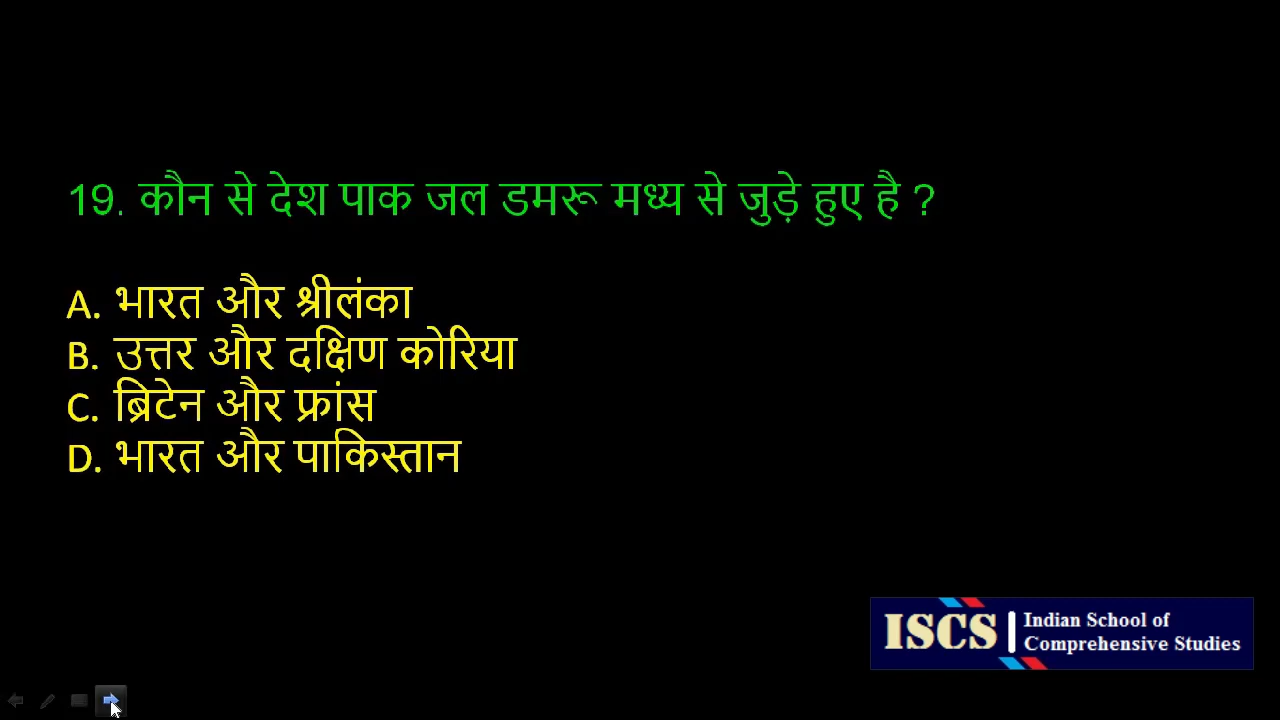 19. कौन से देश पाक जल डमरू मध्य से जुड़े हुए है ?
A. भारत और श्रीलंका
B. उत्तर और दक्षिण कोरिया
C. ब्रिटेन और फ्रांस
D. भारत और पाकिस्तान
ISCS
Indian School of
Comprehensive Studies